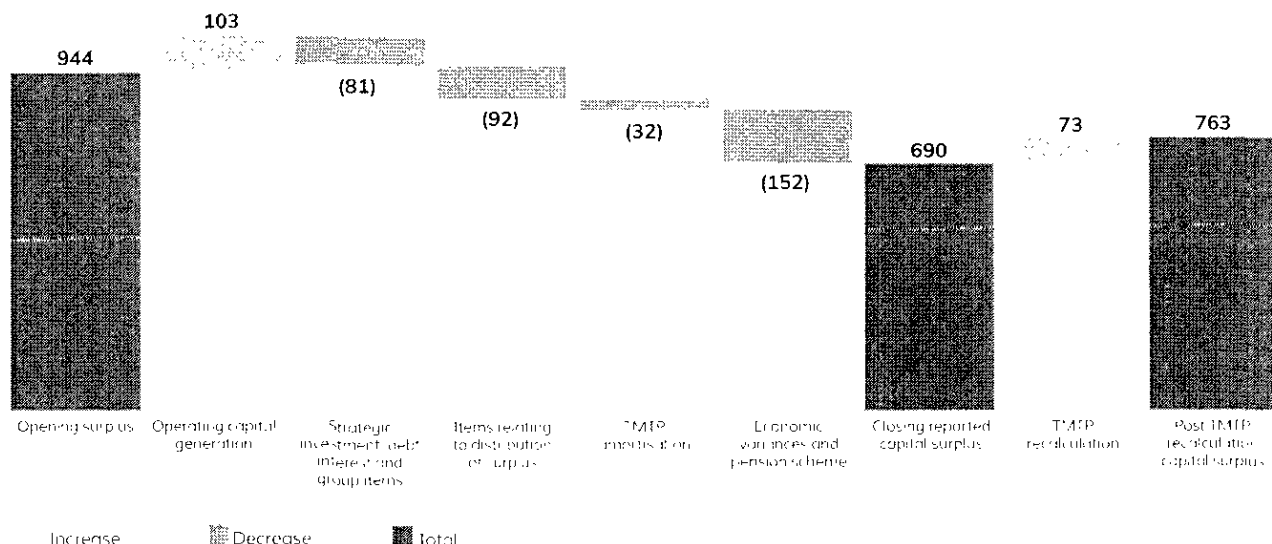 103
944
(81)
(92)
(32)
(152)
690
73
763
Opening surplus
Operating capital
generation
Strategic
investment, debt
interest and
group items
Items relating
to distribution
of surplus
TMTP
amortisation
Economic
variances and
pension scheme
Closing reported
capital surplus
TMTP
recalculation
Post TMTP
recalculation
capital surplus
Increase
Decrease
Total